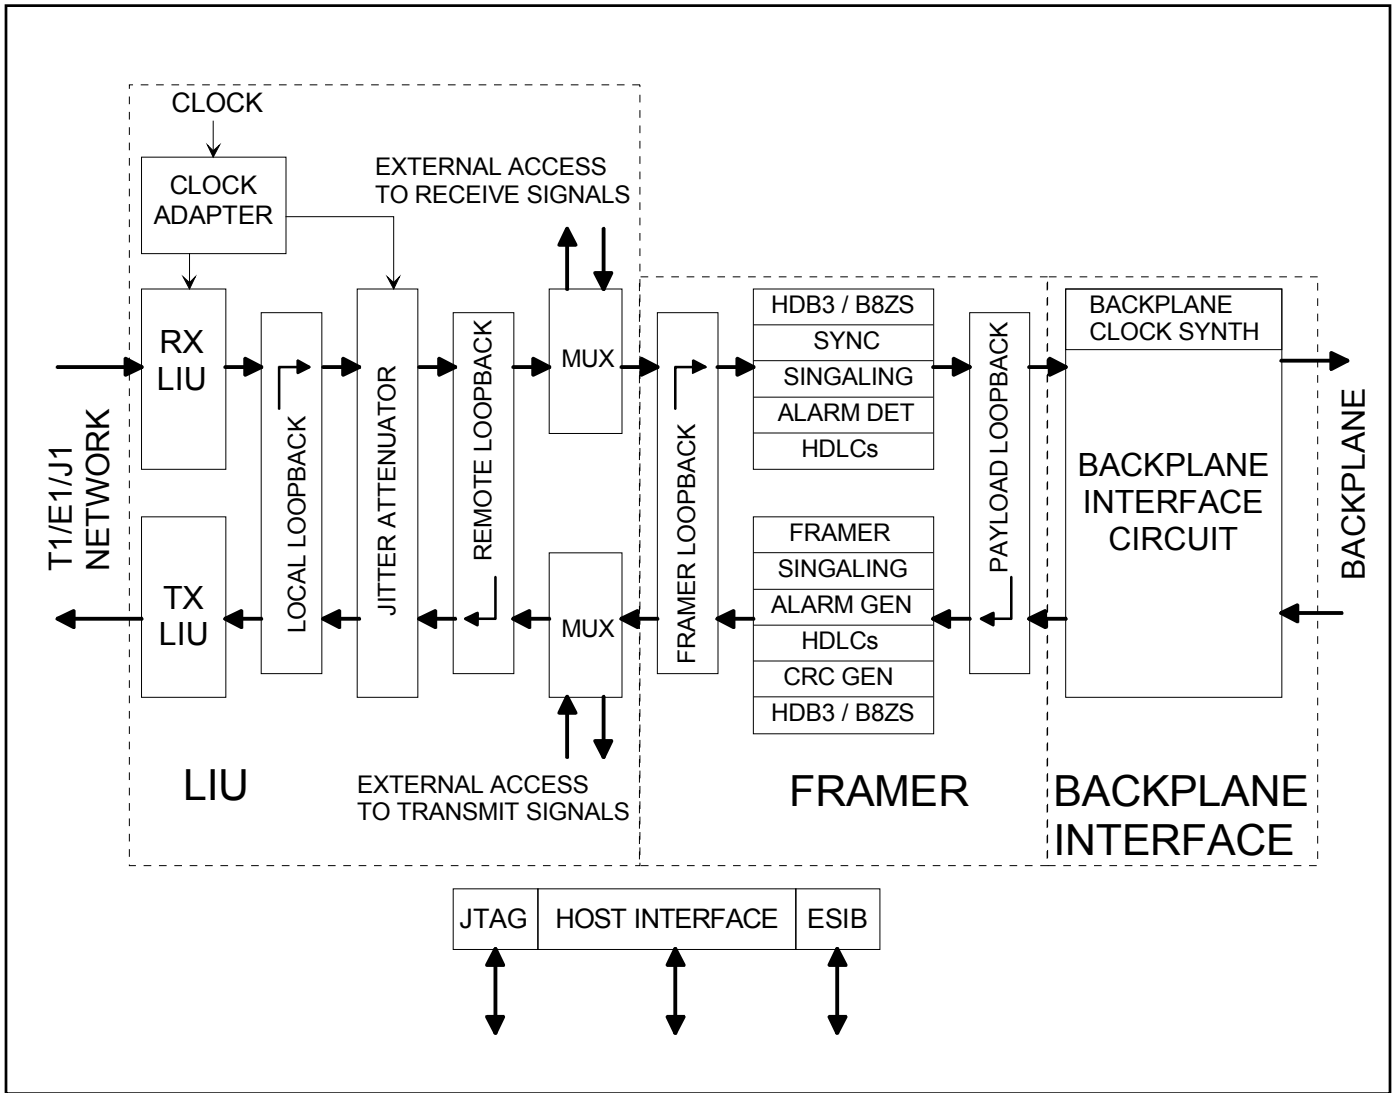 CLOCK
CLOCK
ADAPTER
EXTERNAL ACCESS
TO RECEIVE SIGNALS
RX
LIU
LOCAL LOOPBACK
JITTER ATTENUATOR
REMOTE LOOPBACK
MUX
FRAMER LOOPBACK
HDB3 / B8ZS
SYNC
SINGALING
ALARM DET
HDLCs
PAYLOAD LOOPBACK
BACKPLANE
CLOCK SYNTH
BACKPLANE
INTERFACE
CIRCUIT
BACKPLANE
T1/E1/J1
NETWORK
TX
LIU
MUX
FRAMER
SINGALING
ALARM GEN
HDLCs
CRC GEN
HDB3 / B8ZS
EXTERNAL ACCESS
TO TRANSMIT SIGNALS
LIU
FRAMER
BACKPLANE
INTERFACE
JTAG
HOST INTERFACE
ESIB